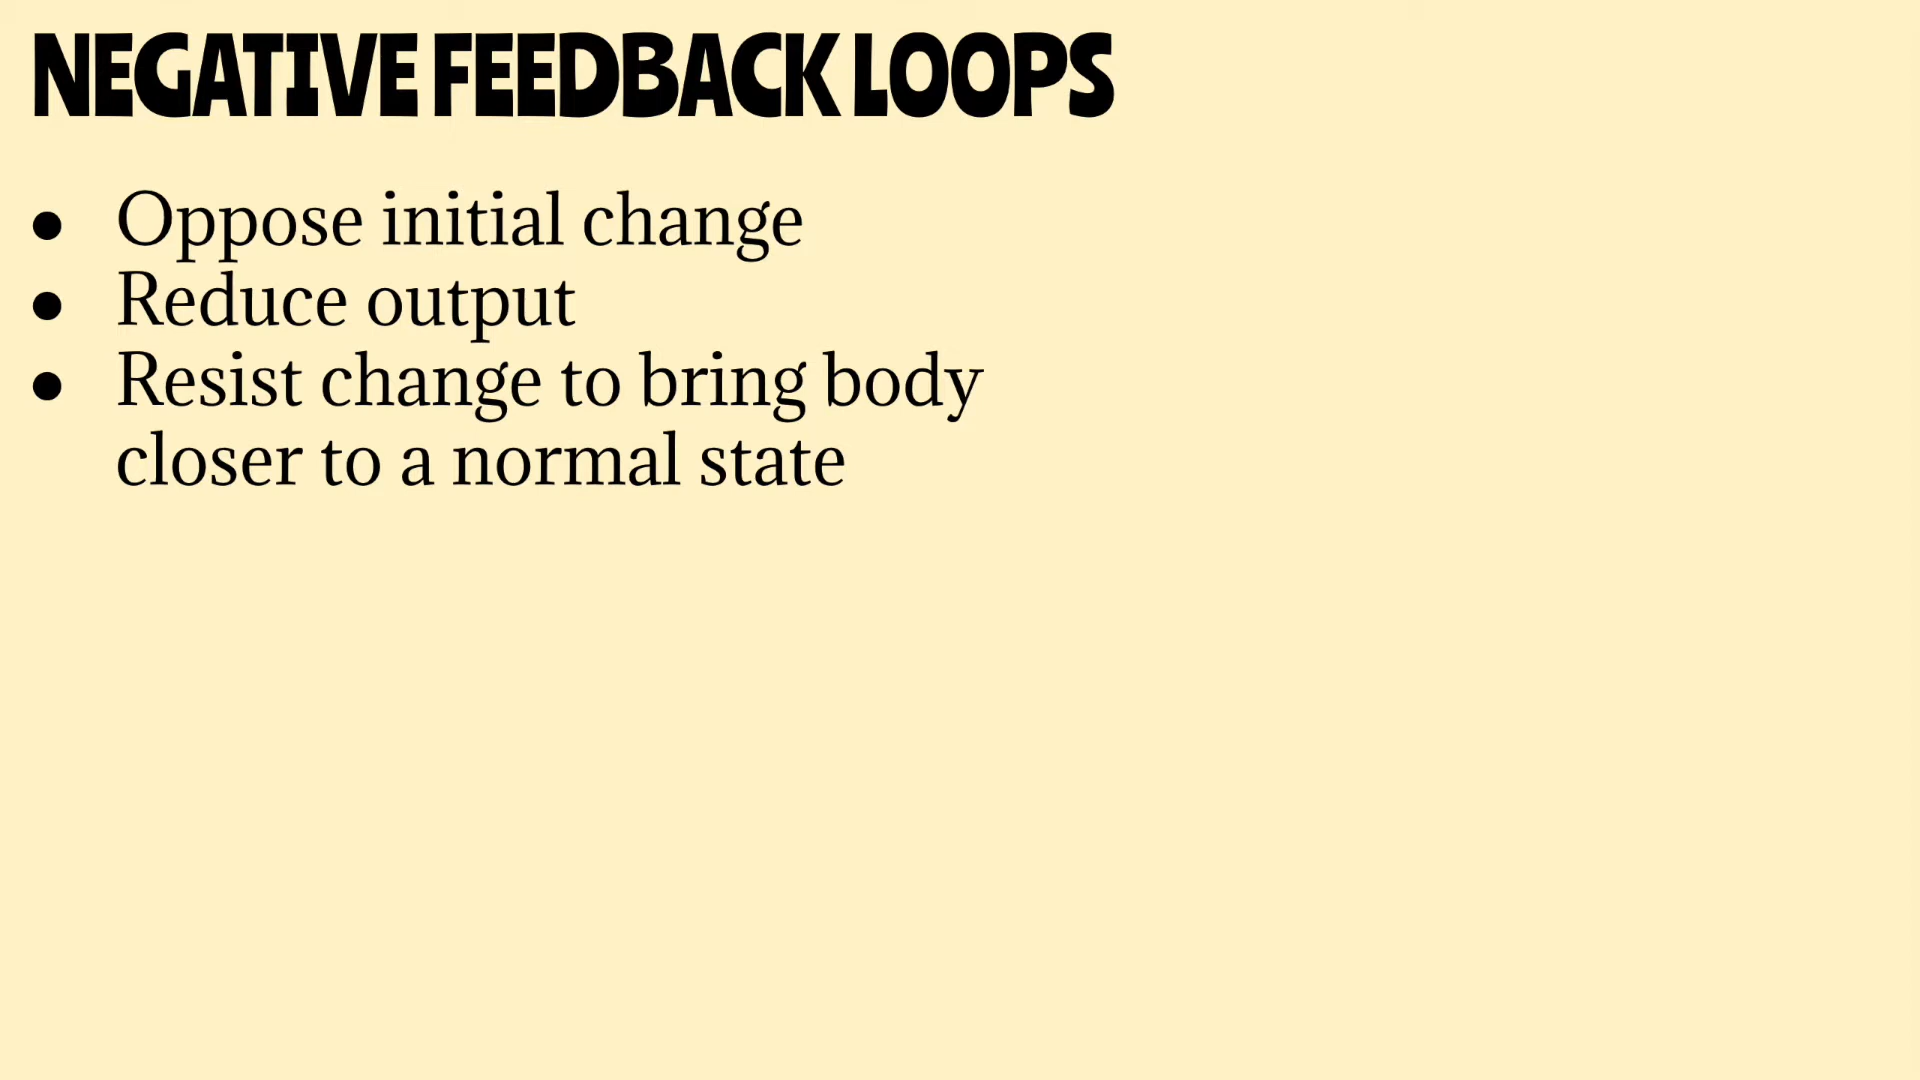 NEGATIVE FEEDBACK LOOPS
● Oppose initial change
● Reduce output
● Resist change to bring body
closer to a normal state